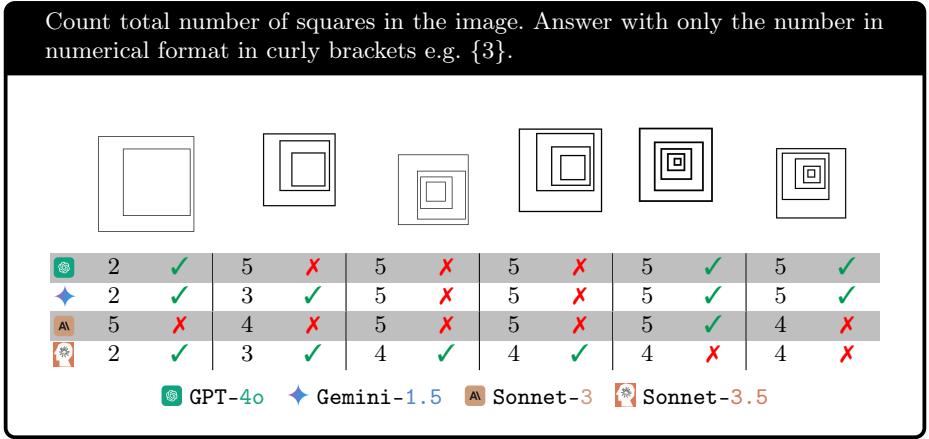 Count total number of squares in the image. Answer with only the number in
numerical format in curly brackets e.g. {3}.
2 ✓ 5 ✗ 5 ✗ 5 ✗ 5 ✓ 5 ✓
2 ✓ 3 ✓ 5 ✗ 5 ✗ 5 ✓ 5 ✓
A\ 5 ✗ 4 ✗ 5 ✗ 5 ✗ 5 ✓ 4 ✗
2 ✓ 3 ✓ 4 ✓ 4 ✓ 4 ✗ 4 ✗
GPT-4o Gemini-1.5 A\ Sonnet-3 Sonnet-3.5